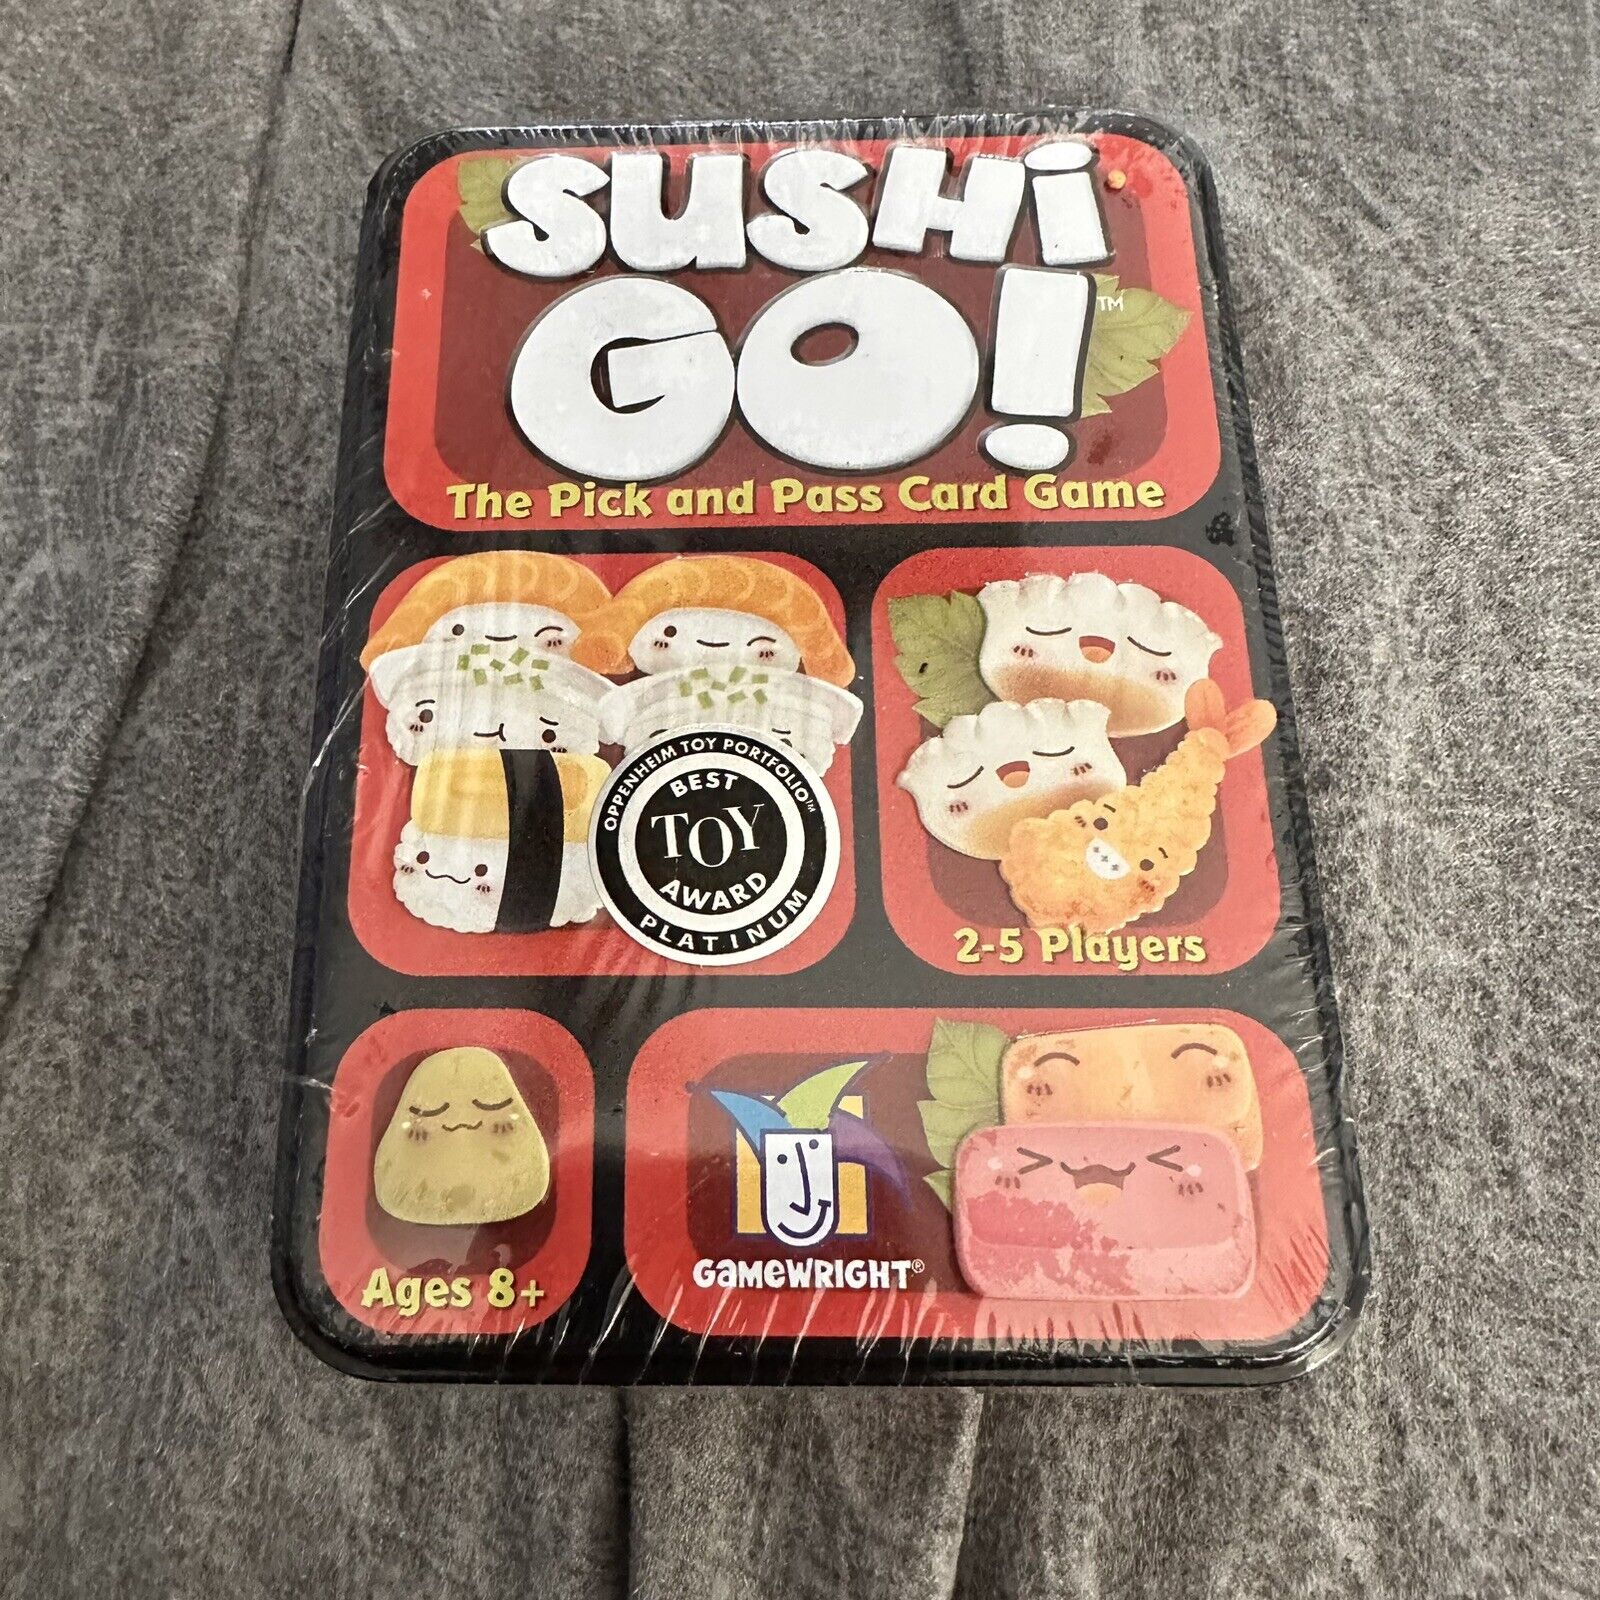 SUSHi
GO!™
The Pick and Pass Card Game
OPPENHEIM TOY PORTFOLIO™
BEST
TOY
AWARD
PLATINUM
2-5 Players
Ages 8+
GAMEWRIGHT®